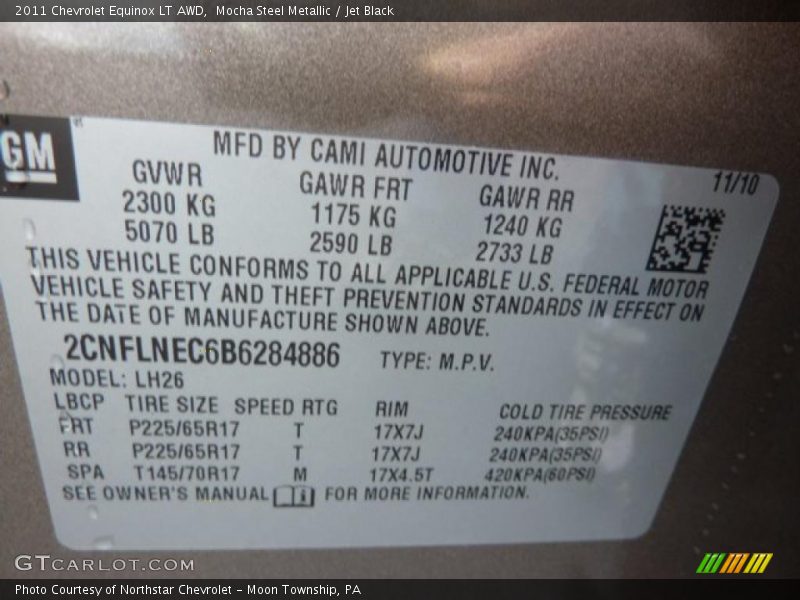 2011 Chevrolet Equinox LT AWD,  Mocha Steel Metallic / Jet Black
GM
MFD BY CAMI AUTOMOTIVE INC.
11/10
GVWR GAWR FRT GAWR RR
2300 KG 1175 KG 1240 KG
5070 LB 2590 LB 2733 LB
THIS VEHICLE CONFORMS TO ALL APPLICABLE U.S. FEDERAL MOTOR
VEHICLE SAFETY AND THEFT PREVENTION STANDARDS IN EFFECT ON
THE DATE OF MANUFACTURE SHOWN ABOVE.
2CNFLNEC6B6284886 TYPE: M.P.V.
MODEL: LH26
LBCP TIRE SIZE SPEED RTG RIM COLD TIRE PRESSURE
FRT P225/65R17 T 17X7J 240KPA(35PSI)
RR P225/65R17 T 17X7J 240KPA(35PSI)
SPA T145/70R17 M 17X4.5T 420KPA(60PSI)
SEE OWNER'S MANUAL FOR MORE INFORMATION.
GTCARLOT.COM
Photo Courtesy of Northstar Chevrolet - Moon Township, PA